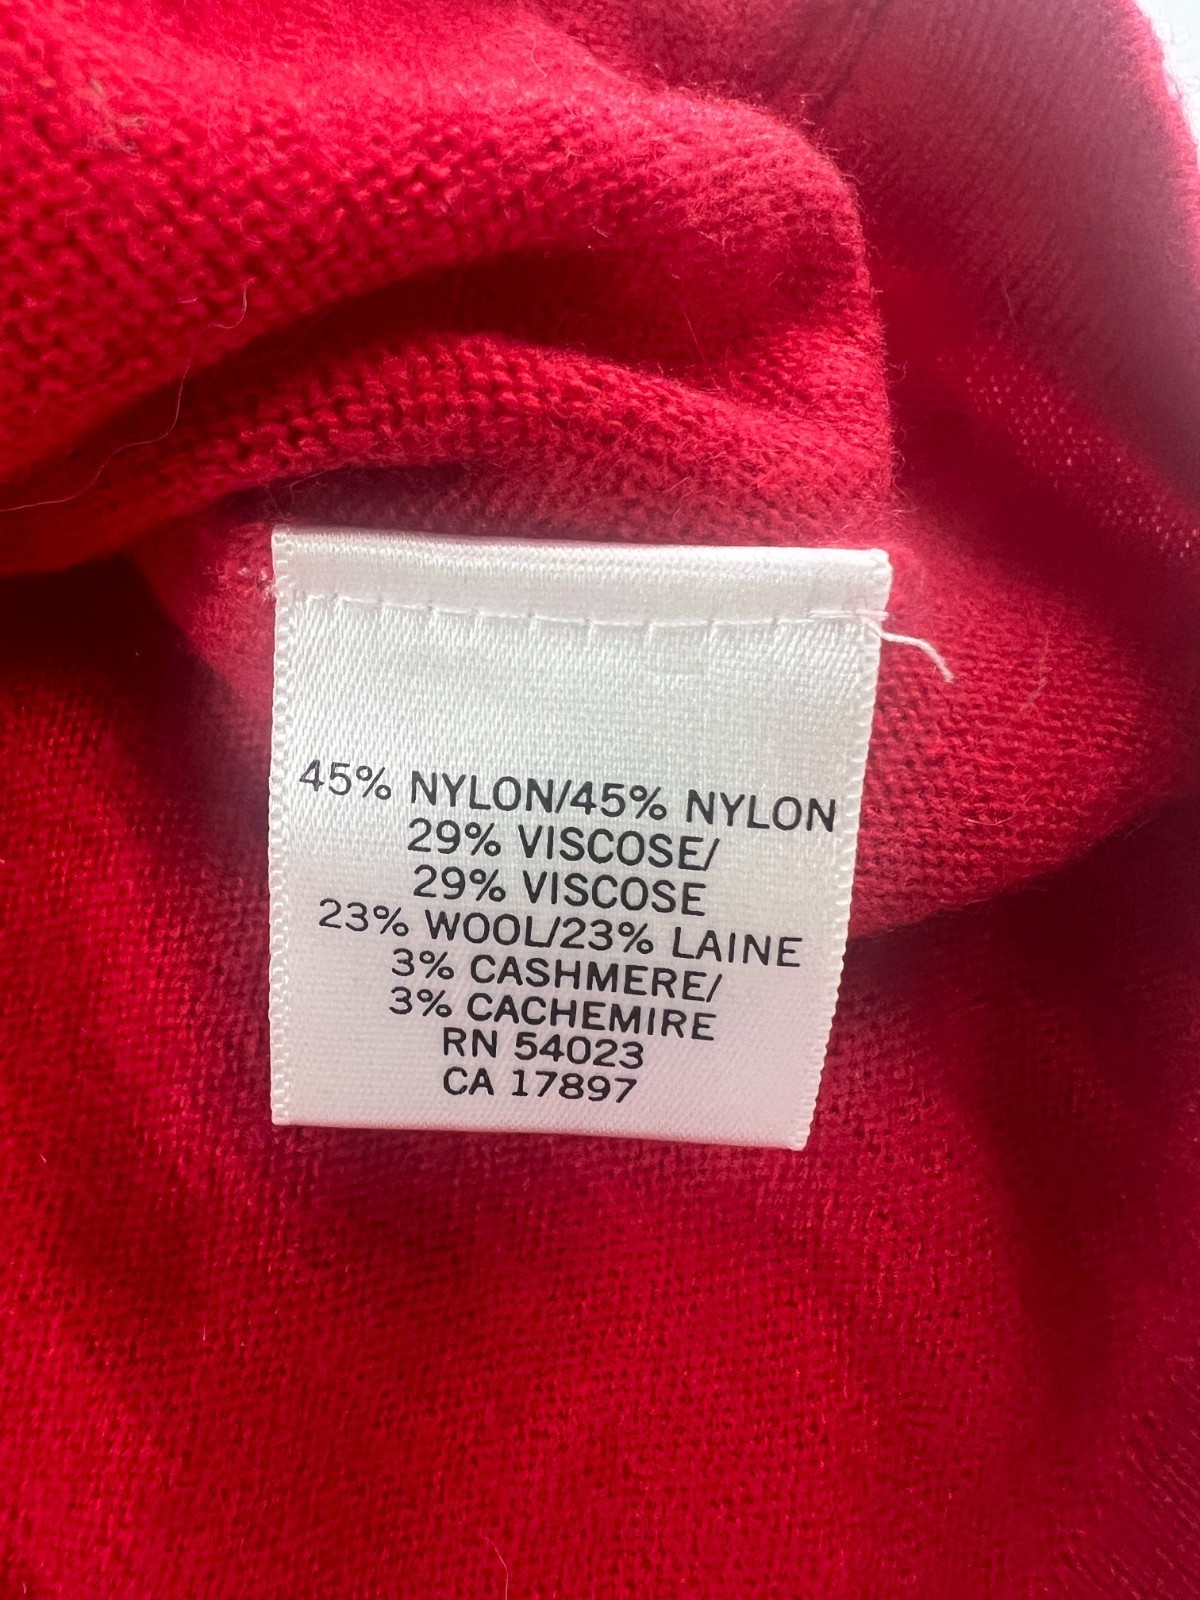 45% NYLON/45% NYLON
29% VISCOSE/
29% VISCOSE
23% WOOL/23% LAINE
3% CASHMERE/
3% CACHEMIRE
RN 54023
CA 17897